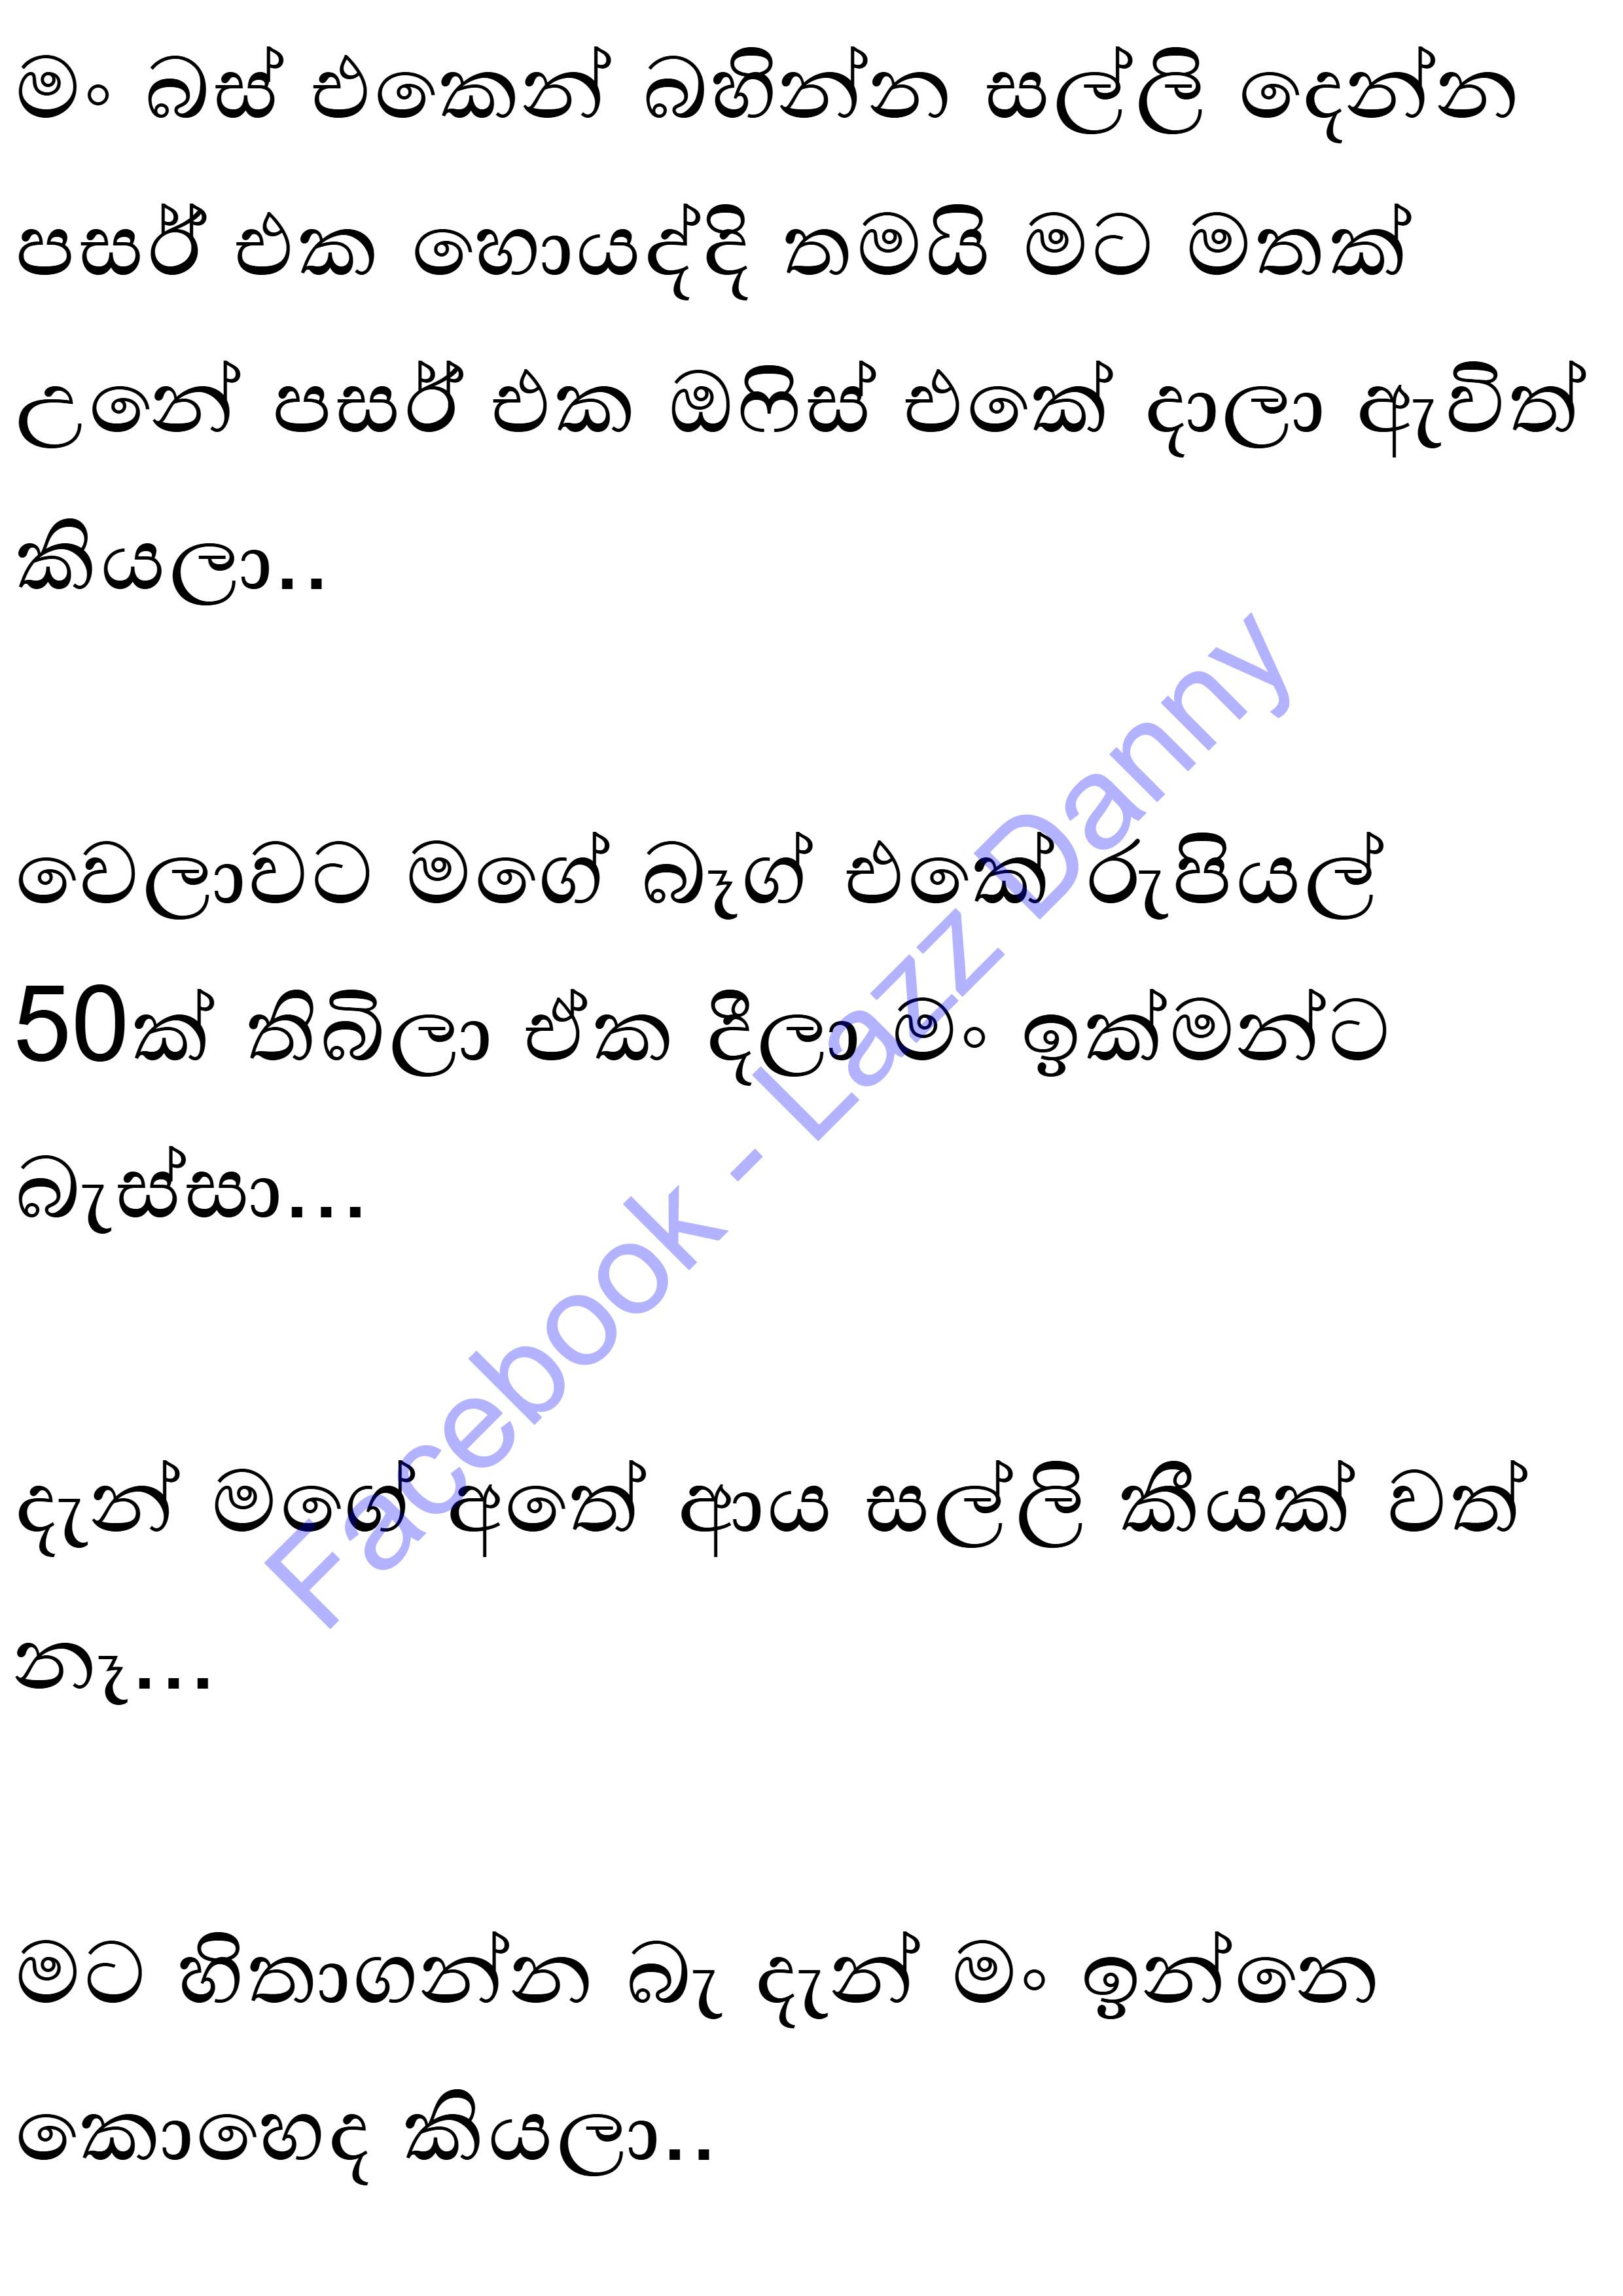 මං බස් එකෙන් බහින්න සල්ලි දෙන්න
පසර් එක හොයද්දි තමයි මට මතක්
උනේ පසර් එක ඔෆිස් එකේ දාලා ඇවිත්
කියලා..
වෙලාවට මගේ බෑග් එකේ රුපියල්
50ක් තිබ්ලා ඒක දීලා මං ඉක්මන්ට
බැස්සා...
දැන් මගේ අතේ ආය සල්ලි කීයක් වත්
නෑ...
මට හිතාගන්න බැ දැන් මං ඉන්නෙ
කොහෙද කියලා..
Facebook - Lazz Danny